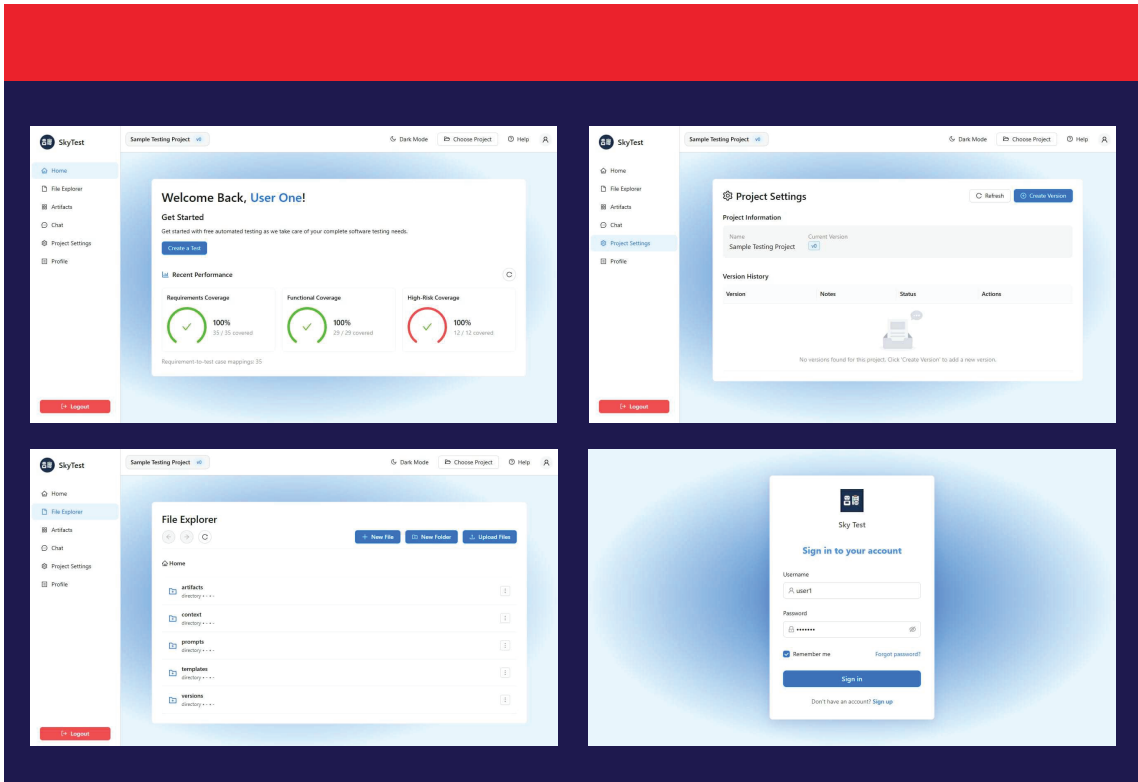 SkyTest
Sample Testing Project v0
Dark Mode
Choose Project
Help
Home
File Explorer
Artifacts
Chat
Project Settings
Profile
Logout
Welcome Back, User One!
Get Started
Get started with free automated testing as we take care of your complete software testing needs.
Create a Test
Recent Performance
Requirements Coverage
100%
35 / 35 covered
Functional Coverage
100%
29 / 29 covered
High-Risk Coverage
100%
12 / 12 covered
Requirement-to-test case mappings: 35
SkyTest
Sample Testing Project v0
Dark Mode
Choose Project
Help
Home
File Explorer
Artifacts
Chat
Project Settings
Profile
Logout
Project Settings
Refresh
Create Version
Project Information
Name
Current Version
Sample Testing Project
v0
Version History
Version Notes Status Actions
No versions found for this project. Click 'Create Version' to add a new version.
SkyTest
Sample Testing Project v0
Dark Mode
Choose Project
Help
Home
File Explorer
Artifacts
Chat
Project Settings
Profile
Logout
File Explorer
+ New File
New Folder
Upload Files
Home
artifacts
directory • - • -
context
directory • - • -
prompts
directory • - • -
templates
directory • - • -
versions
directory • - • -
Sky Test
Sign in to your account
Username
user1
Password
•••••••
Remember me
Forgot password?
Sign in
Don't have an account? Sign up